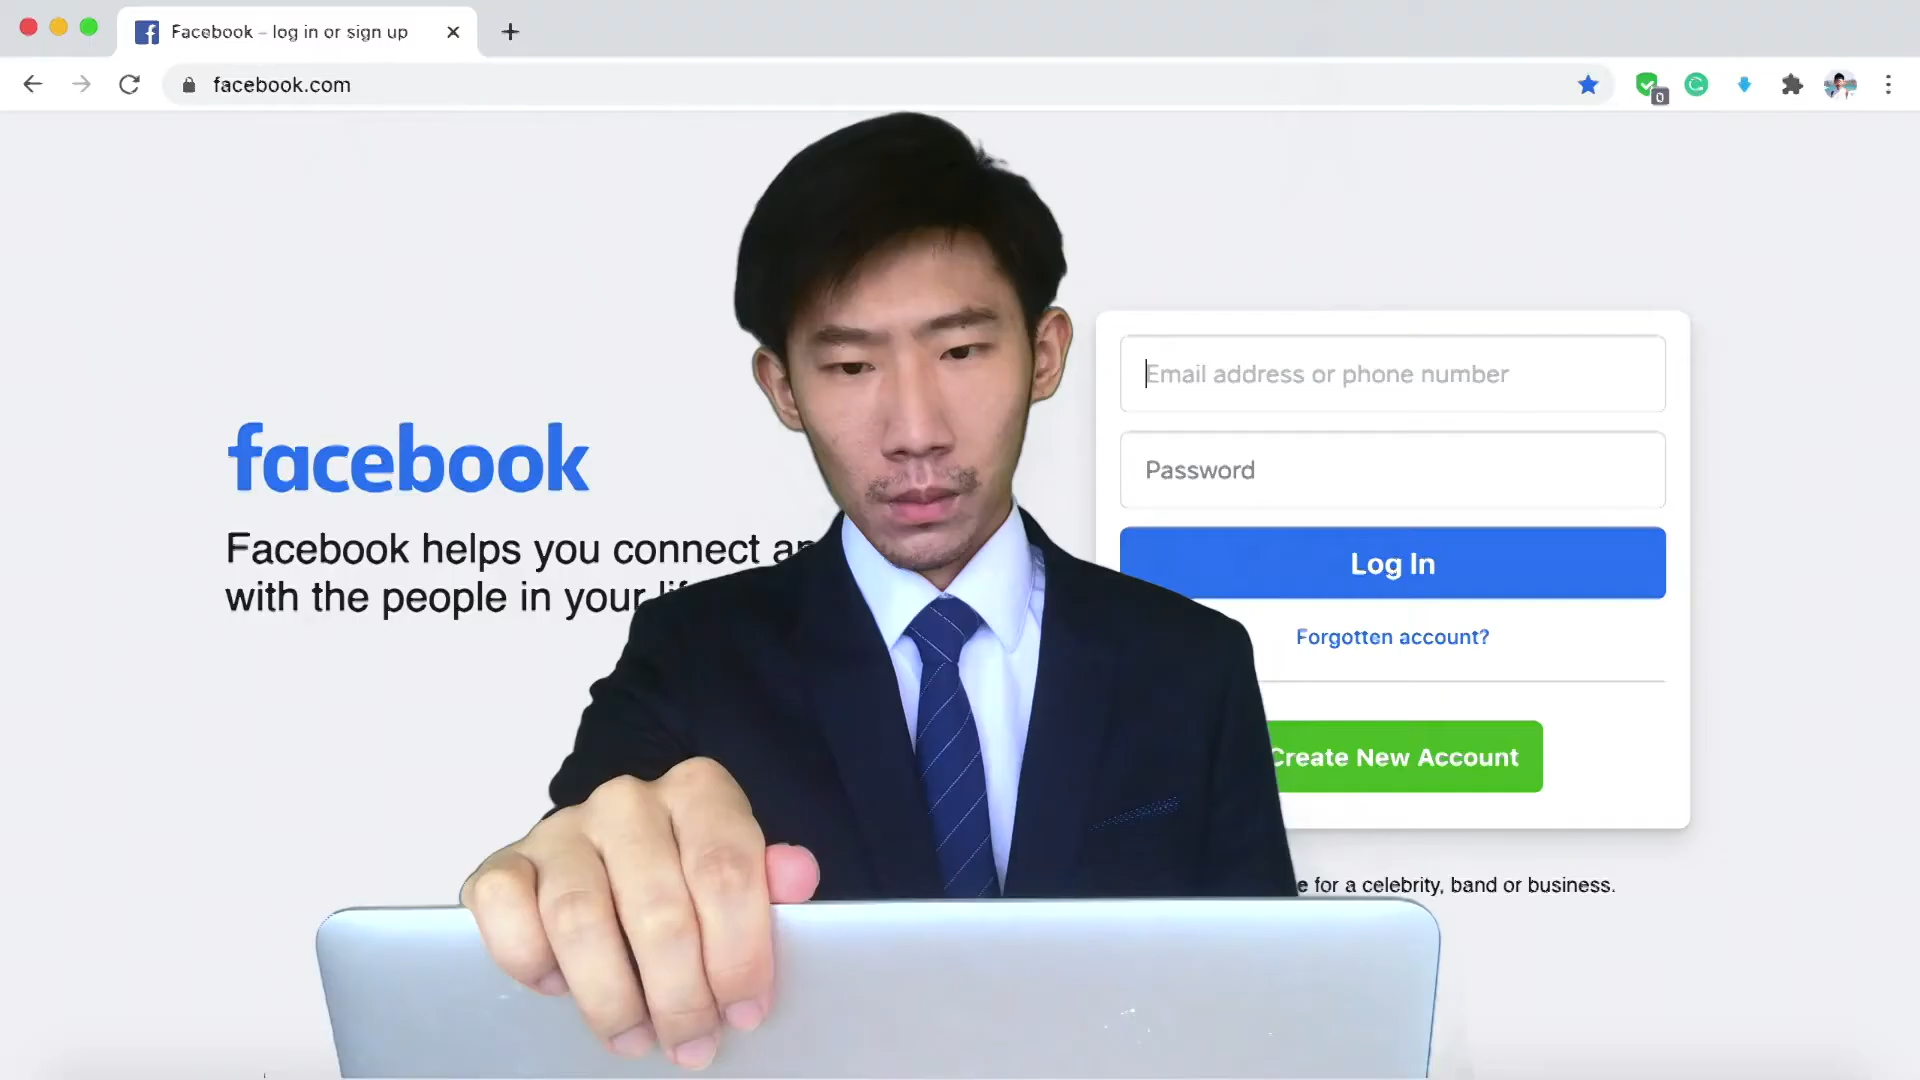 Facebook – log in or sign up
facebook.com
0
facebook
Facebook helps you connect
with the people in your
Email address or phone number
Password
Log In
Forgotten account?
Create New Account
for a celebrity, band or business.